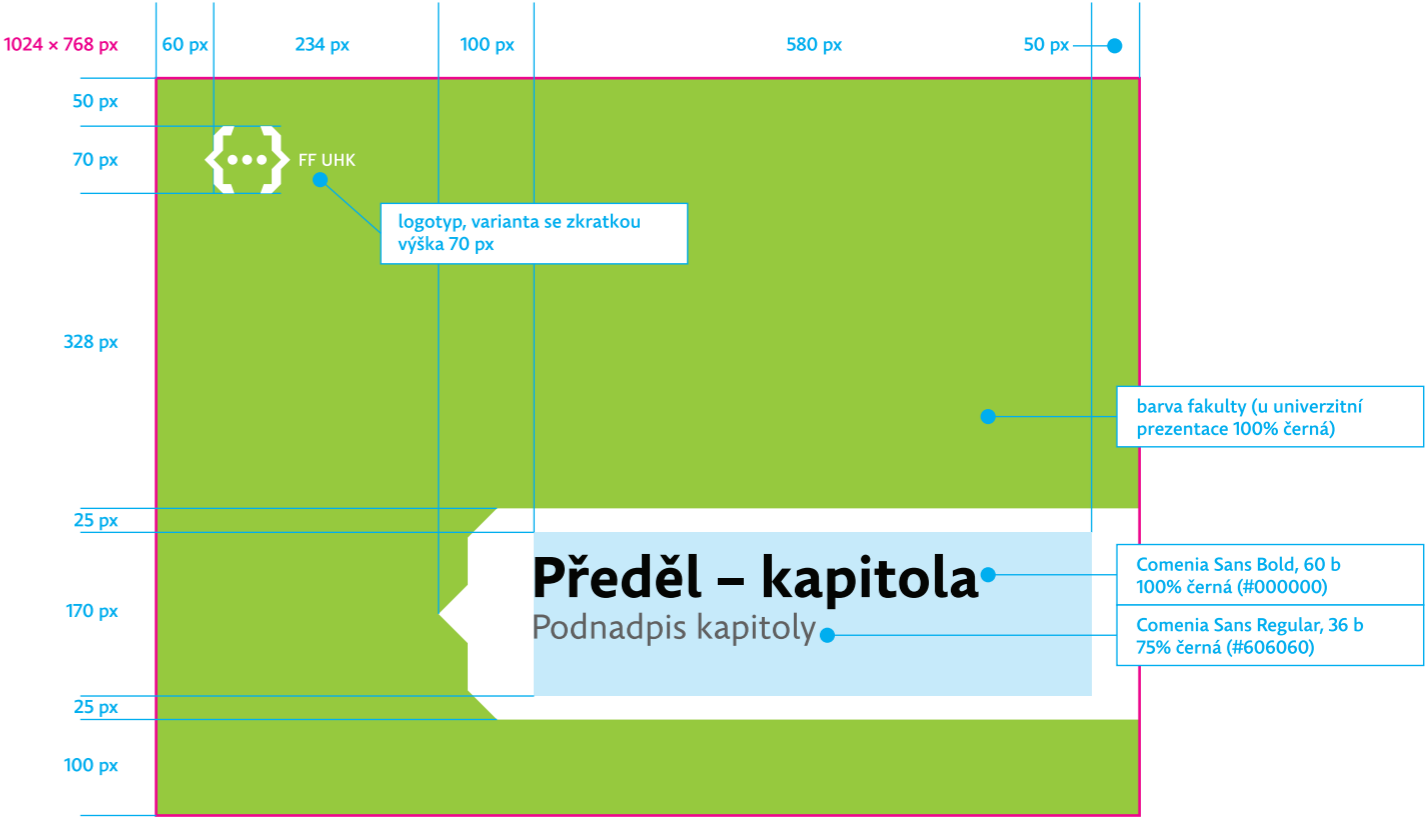 1024 × 768 px
60 px
234 px
100 px
580 px
50 px
50 px
70 px
FF UHK
logotyp, varianta se zkratkou
výška 70 px
328 px
barva fakulty (u univerzitní
prezentace 100% černá)
25 px
Předěl – kapitola
Podnadpis kapitoly
Comenia Sans Bold, 60 b
100% černá (#000000)
Comenia Sans Regular, 36 b
75% černá (#606060)
170 px
25 px
100 px